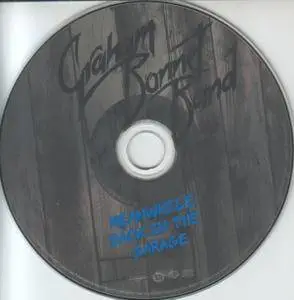 Graham
Bonnet
Band
MEANWHILE
BACK IN THE
GARAGE